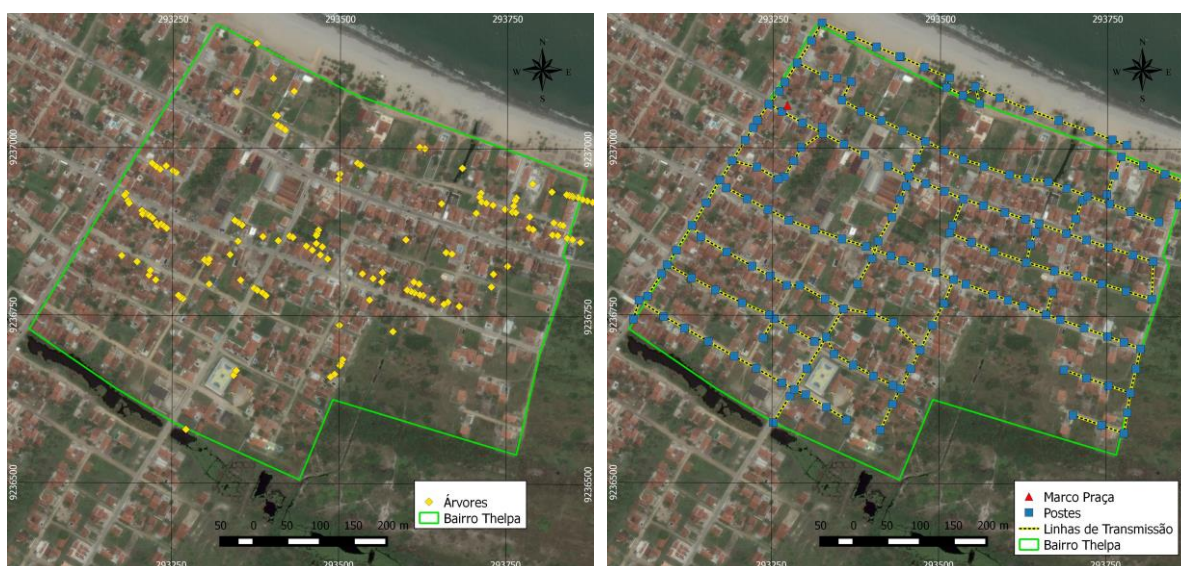 293250 293500 293750
N
W E
S
9237000
9236750
9236500
Árvores
Bairro Thelpa
50 0 50 100 150 200 m
293250 293500 293750
293250 293500 293750
N
W E
S
9237000
9236750
9236500
Marco Praça
Postes
Linhas de Transmissão
Bairro Thelpa
50 0 50 100 150 200 m
293250 293500 293750